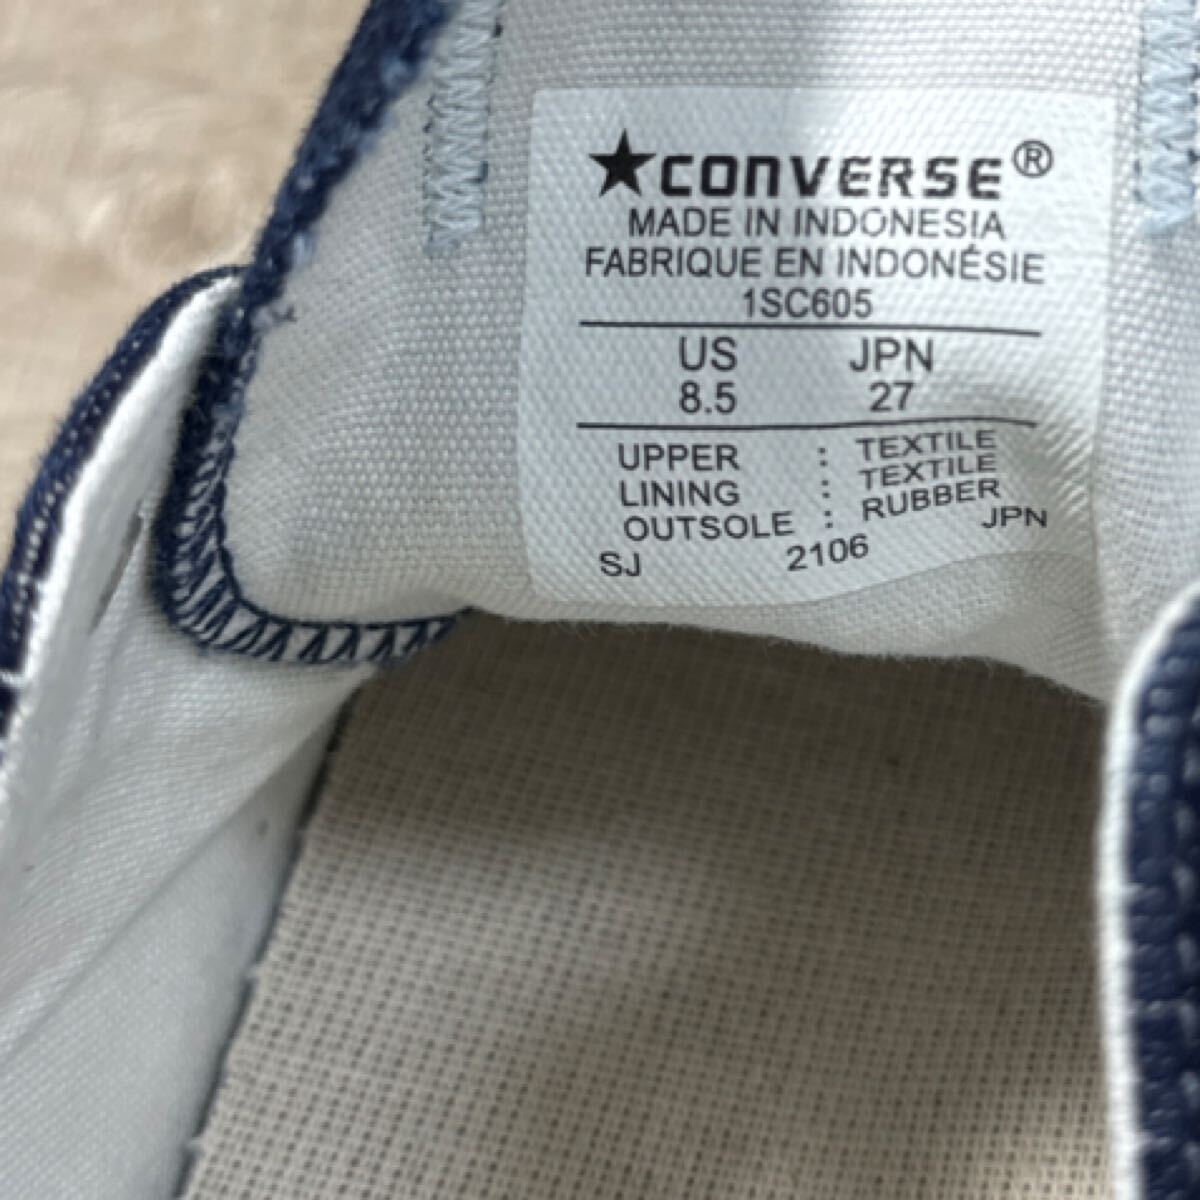 ★CONVERSE®
MADE IN INDONESIA
FABRIQUE EN INDONÉSIE
1SC605
US JPN
8.5 27
UPPER : TEXTILE
LINING : TEXTILE
OUTSOLE : RUBBER
SJ 2106 JPN